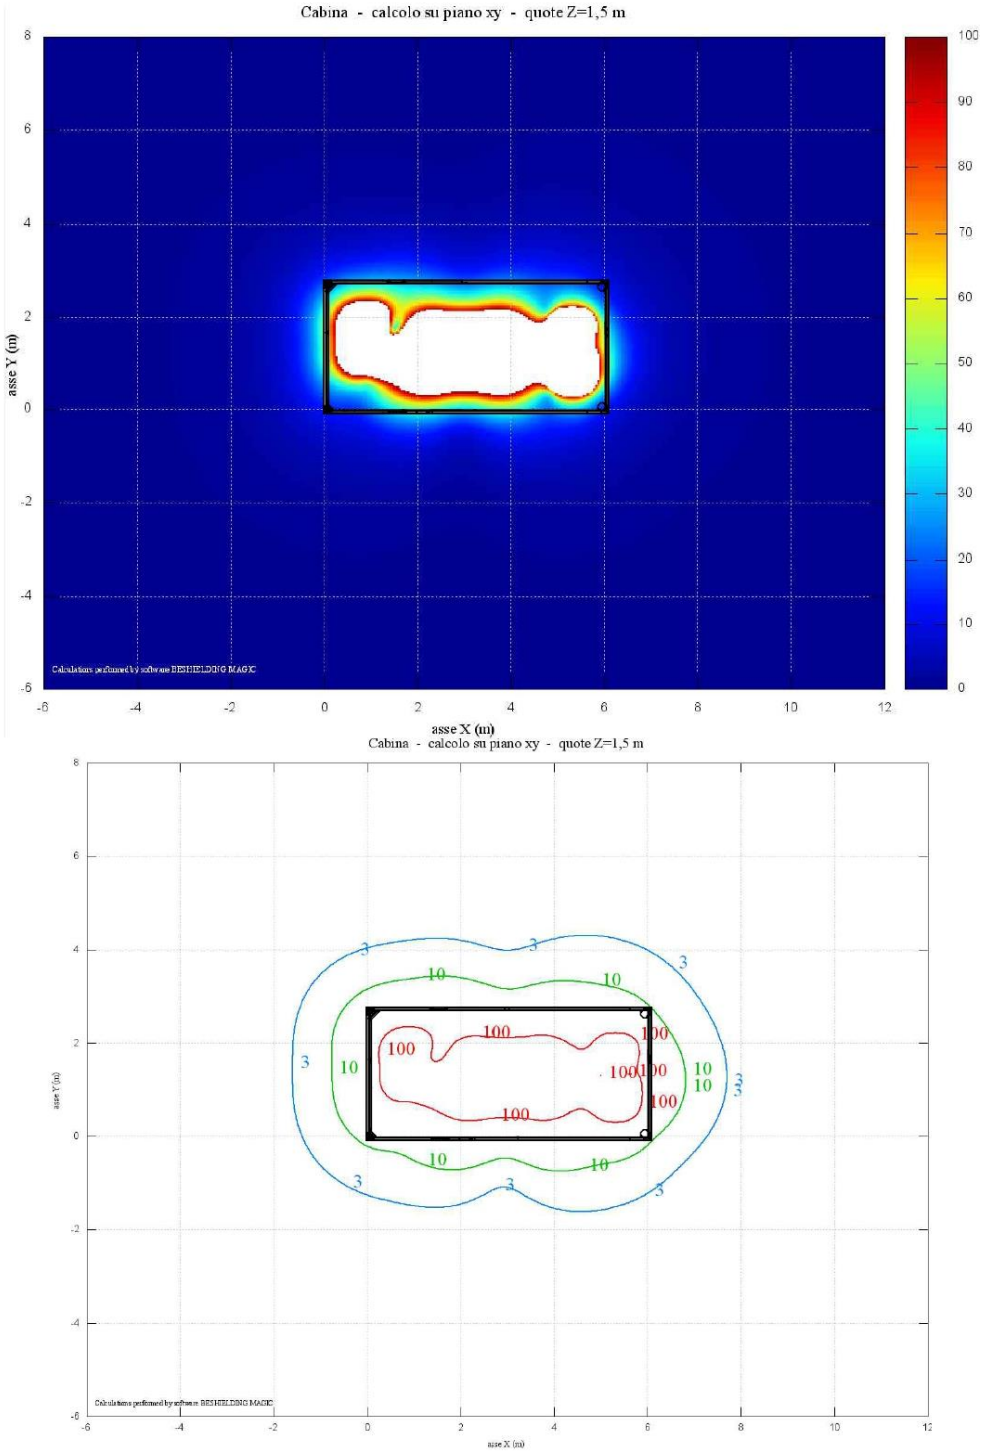 Cabina - calcolo su piano xy - quote Z=1,5 m
8
6
4
2
0
-2
-4
-6
asse Y (m)
100
90
80
70
60
50
40
30
20
10
0
Calculations performed by software BESHIELDING MAGIC
-6 -4 -2 0 2 4 6 8 10 12
asse X (m)
Cabina - calcolo su piano xy - quote Z=1,5 m
8
6
4
2
0
-2
-4
-6
asse Y (m)
3 3 3
10 10
100 100 100
3 10 100 100 10 3
100 10 3
100
10 10
3 3 3
Calculations performed by software BESHIELDING MAGIC
-6 -4 -2 0 2 4 6 8 10 12
asse X (m)